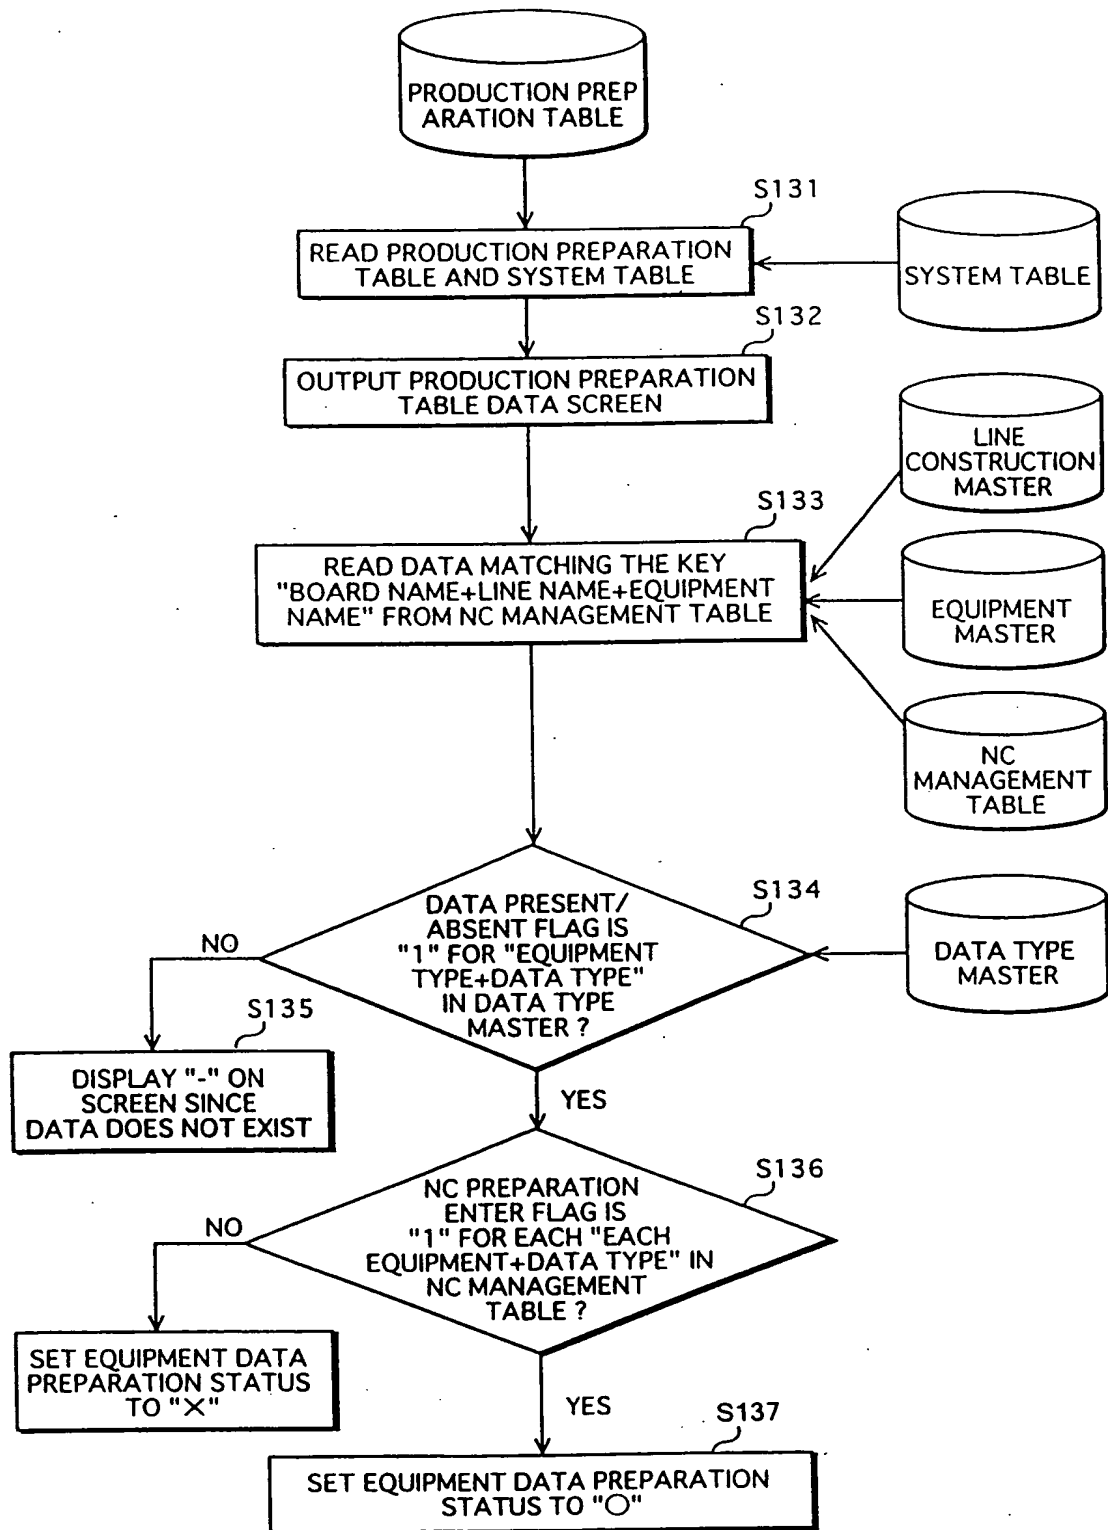 PRODUCTION PREP
ARATION TABLE
S131
READ PRODUCTION PREPARATION
TABLE AND SYSTEM TABLE
SYSTEM TABLE
S132
OUTPUT PRODUCTION PREPARATION
TABLE DATA SCREEN
LINE
CONSTRUCTION
MASTER
S133
READ DATA MATCHING THE KEY
"BOARD NAME+LINE NAME+EQUIPMENT
NAME" FROM NC MANAGEMENT TABLE
EQUIPMENT
MASTER
NC
MANAGEMENT
TABLE
S134
DATA PRESENT/
ABSENT FLAG IS
"1" FOR "EQUIPMENT
TYPE+DATA TYPE"
IN DATA TYPE
MASTER ?
DATA TYPE
MASTER
NO
S135
DISPLAY "-" ON
SCREEN SINCE
DATA DOES NOT EXIST
YES
S136
NC PREPARATION
ENTER FLAG IS
"1" FOR EACH "EACH
EQUIPMENT+DATA TYPE" IN
NC MANAGEMENT
TABLE ?
NO
SET EQUIPMENT DATA
PREPARATION STATUS
TO "×"
YES
S137
SET EQUIPMENT DATA PREPARATION
STATUS TO "○"